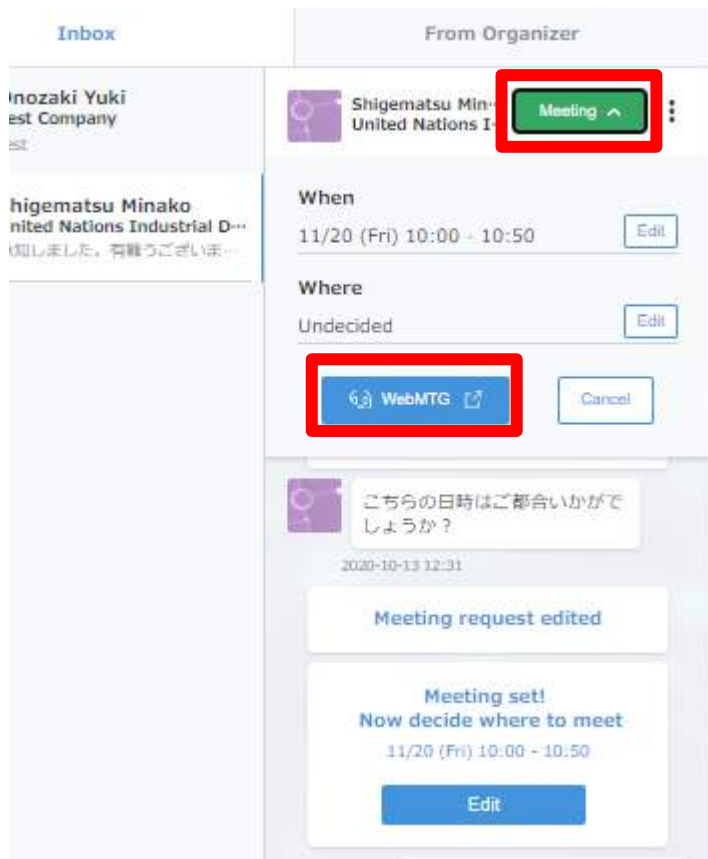 Inbox
From Organizer
nozaki Yuki
est Company
est
higematsu Minako
nited Nations Industrial D…
知しました。有難うございま…
Shigematsu Min…
United Nations I…
Meeting
When
11/20 (Fri) 10:00 - 10:50
Edit
Where
Undecided
Edit
WebMTG
Cancel
こちらの日時はご都合いかがで
しょうか？
2020-10-13 12:31
Meeting request edited
Meeting set!
Now decide where to meet
11/20 (Fri) 10:00 - 10:50
Edit